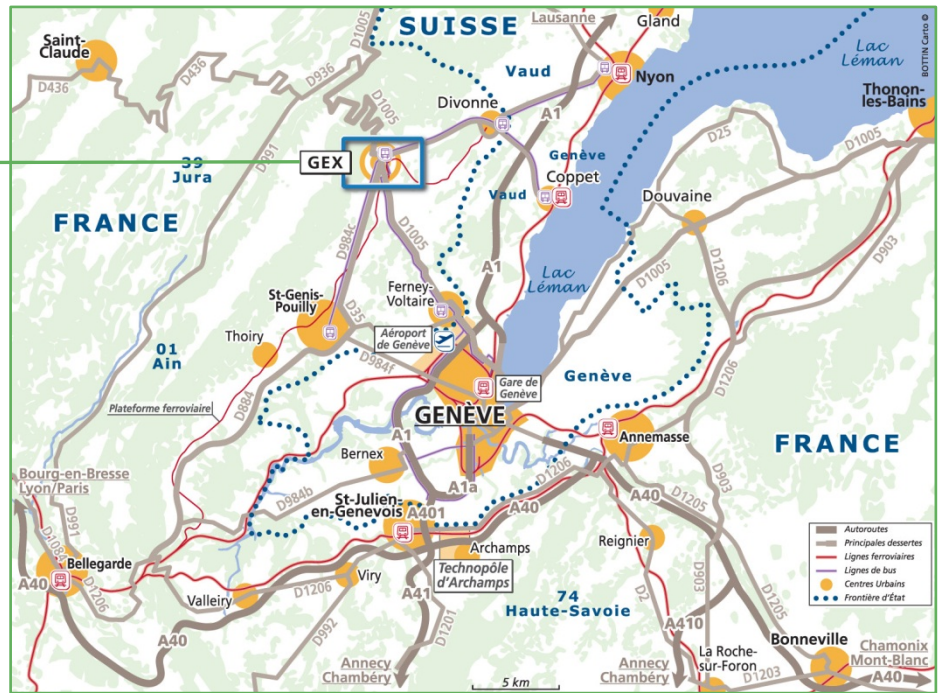 SUISSE
Lausanne
Gland
BOTTIN Carto ©
Saint-
Claude
D1005
D436
D436
D936
D1005
Vaud
Nyon
Lac
Léman
Thonon-
les-Bains
Divonne
A1
D25
D1005
GEX
39
Jura
D991
Genève
Vaud
Coppet
Douvaine
FRANCE
D984c
D1005
A1
Lac
Léman
D1005
D1206
D903
St-Genis-
Pouilly
D35
Ferney-
Voltaire
Thoiry
Aéroport
de Genève
01
Ain
D984f
Gare de
Genève
Genève
D1206
D884
Plateforme ferroviaire
GENÈVE
Annemasse
FRANCE
A1
Bernex
Bourg-en-Bresse
Lyon/Paris
D984b
A1a
D1206
A40
D1205
D903
St-Julien-
en-Genevois
A401
A40
D991
D1084
Bellegarde
Archamps
Reignier
Technopôle
d'Archamps
A40
D1206
Valleiry
D1206
Viry
D992
A40
A41
D1201
74
Haute-Savoie
D2
D903
D1205
A410
Bonneville
Annecy
Chambéry
5 km
Annecy
Chambéry
La Roche-
sur-Foron
D1203
Chamonix
Mont-Blanc
A40
Autoroutes
Principales dessertes
Lignes ferroviaires
Lignes de bus
Centres Urbains
Frontière d'État